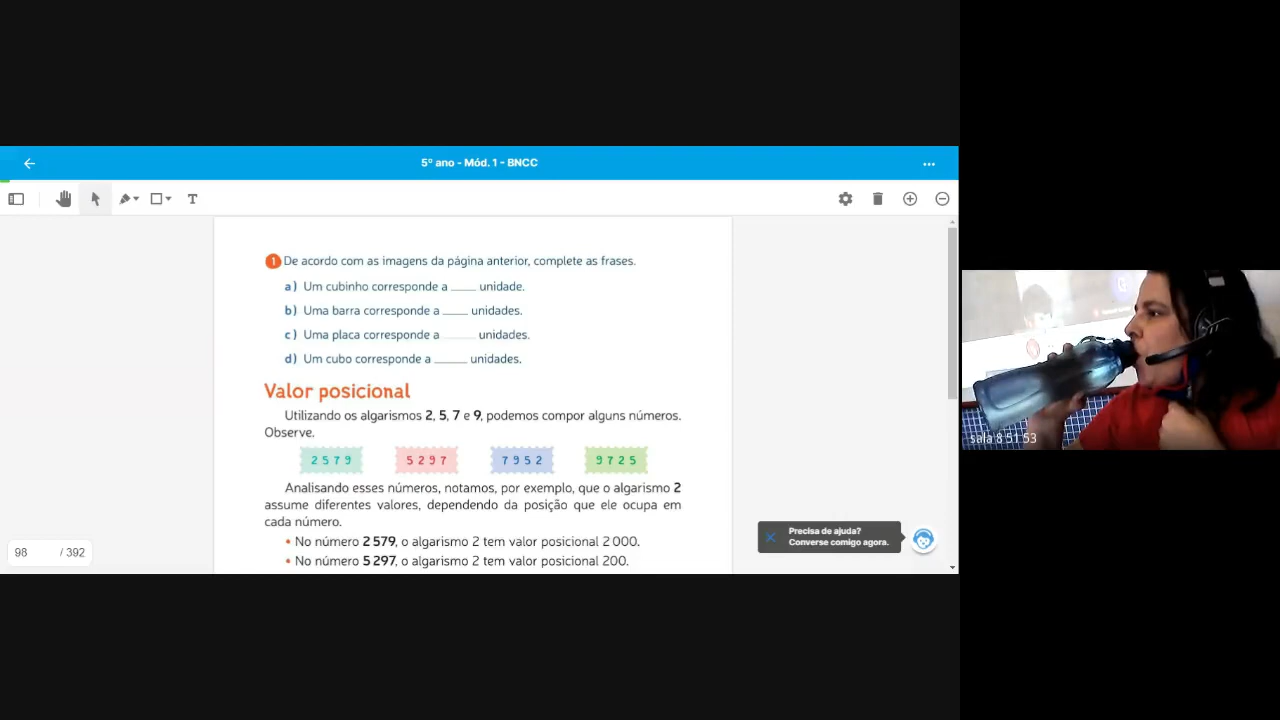 5º ano - Mód. 1 - BNCC
T
1 De acordo com as imagens da página anterior, complete as frases.
a) Um cubinho corresponde a ____ unidade.
b) Uma barra corresponde a ____ unidades.
c) Uma placa corresponde a ____ unidades.
d) Um cubo corresponde a ____ unidades.
Valor posicional
Utilizando os algarismos 2, 5, 7 e 9, podemos compor alguns números.
Observe.
2 5 7 9 5 2 9 7 7 9 5 2 9 7 2 5
Analisando esses números, notamos, por exemplo, que o algarismo 2
assume diferentes valores, dependendo da posição que ele ocupa em
cada número.
• No número 2 579, o algarismo 2 tem valor posicional 2 000.
• No número 5 297, o algarismo 2 tem valor posicional 200.
98 / 392
Precisa de ajuda?
Converse comigo agora.
sala 8 51 53